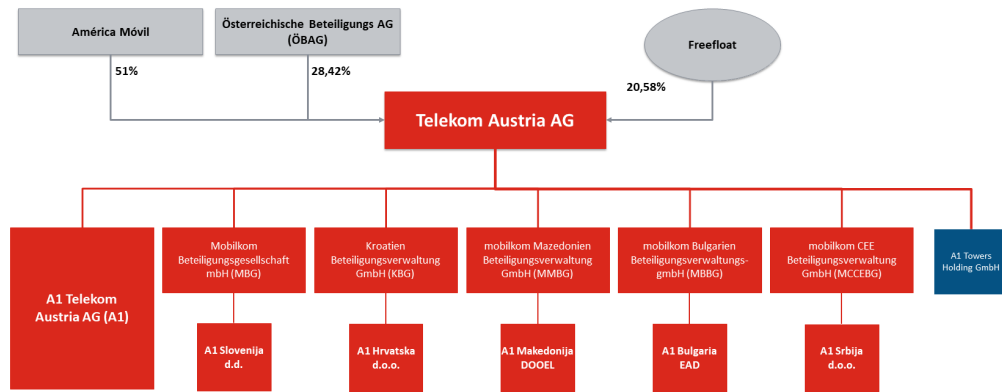 América Móvil
Österreichische Beteiligungs AG
(ÖBAG)
Freefloat
51%
28,42%
20,58%
Telekom Austria AG
A1 Telekom
Austria AG (A1)
Mobilkom
Beteiligungsgesellschaft
mbH (MBG)
Kroatien
Beteiligungsverwaltung
GmbH (KBG)
mobilkom Mazedonien
Beteiligungsverwaltung
GmbH (MMBG)
mobilkom Bulgarien
Beteiligungsverwaltungs-
gmbH (MBBG)
mobilkom CEE
Beteiligungsverwaltung
GmbH (MCCEBG)
A1 Towers
Holding GmbH
A1 Slovenija
d.d.
A1 Hrvatska
d.o.o.
A1 Makedonija
DOOEL
A1 Bulgaria
EAD
A1 Srbija
d.o.o.